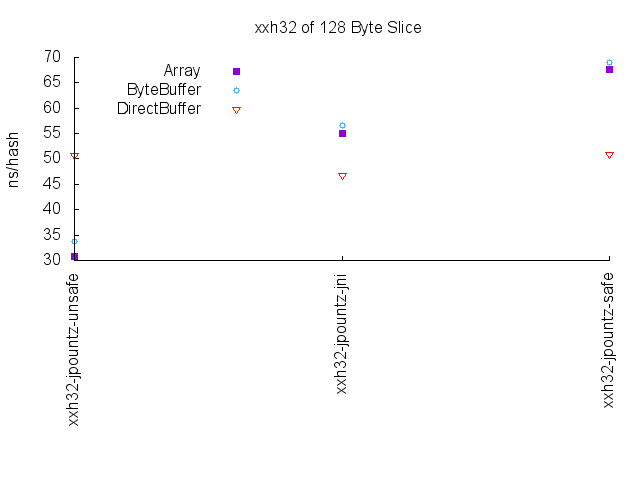 xxh32 of 128 Byte Slice
70
65
60
55
50
45
40
35
30
ns/hash
Array
ByteBuffer
DirectBuffer
xxh32-jpountz-unsafe
xxh32-jpountz-jni
xxh32-jpountz-safe